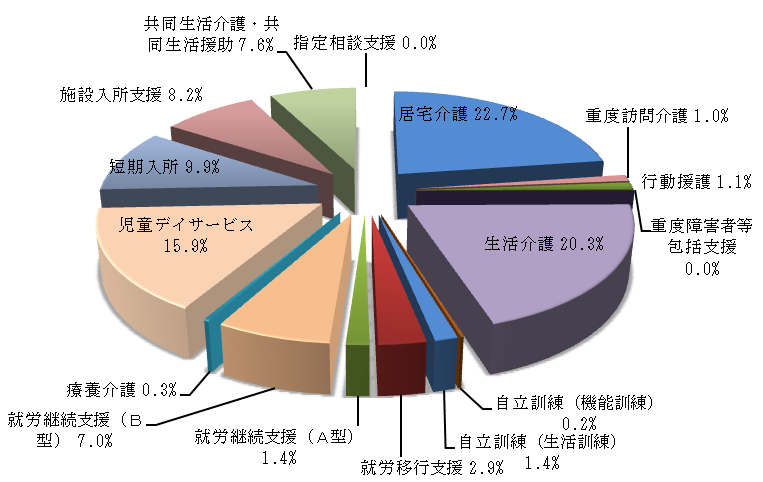 共同生活介護・共
同生活援助 7.6%
指定相談支援 0.0%
施設入所支援 8.2%
居宅介護 22.7%
重度訪問介護 1.0%
短期入所 9.9%
行動援護 1.1%
児童デイサービス
15.9%
生活介護 20.3%
重度障害者等
包括支援
0.0%
療養介護 0.3%
自立訓練（機能訓練）
0.2%
就労継続支援（Ｂ
型） 7.0%
就労継続支援（Ａ型）
1.4%
自立訓練（生活訓練）
1.4%
就労移行支援 2.9%